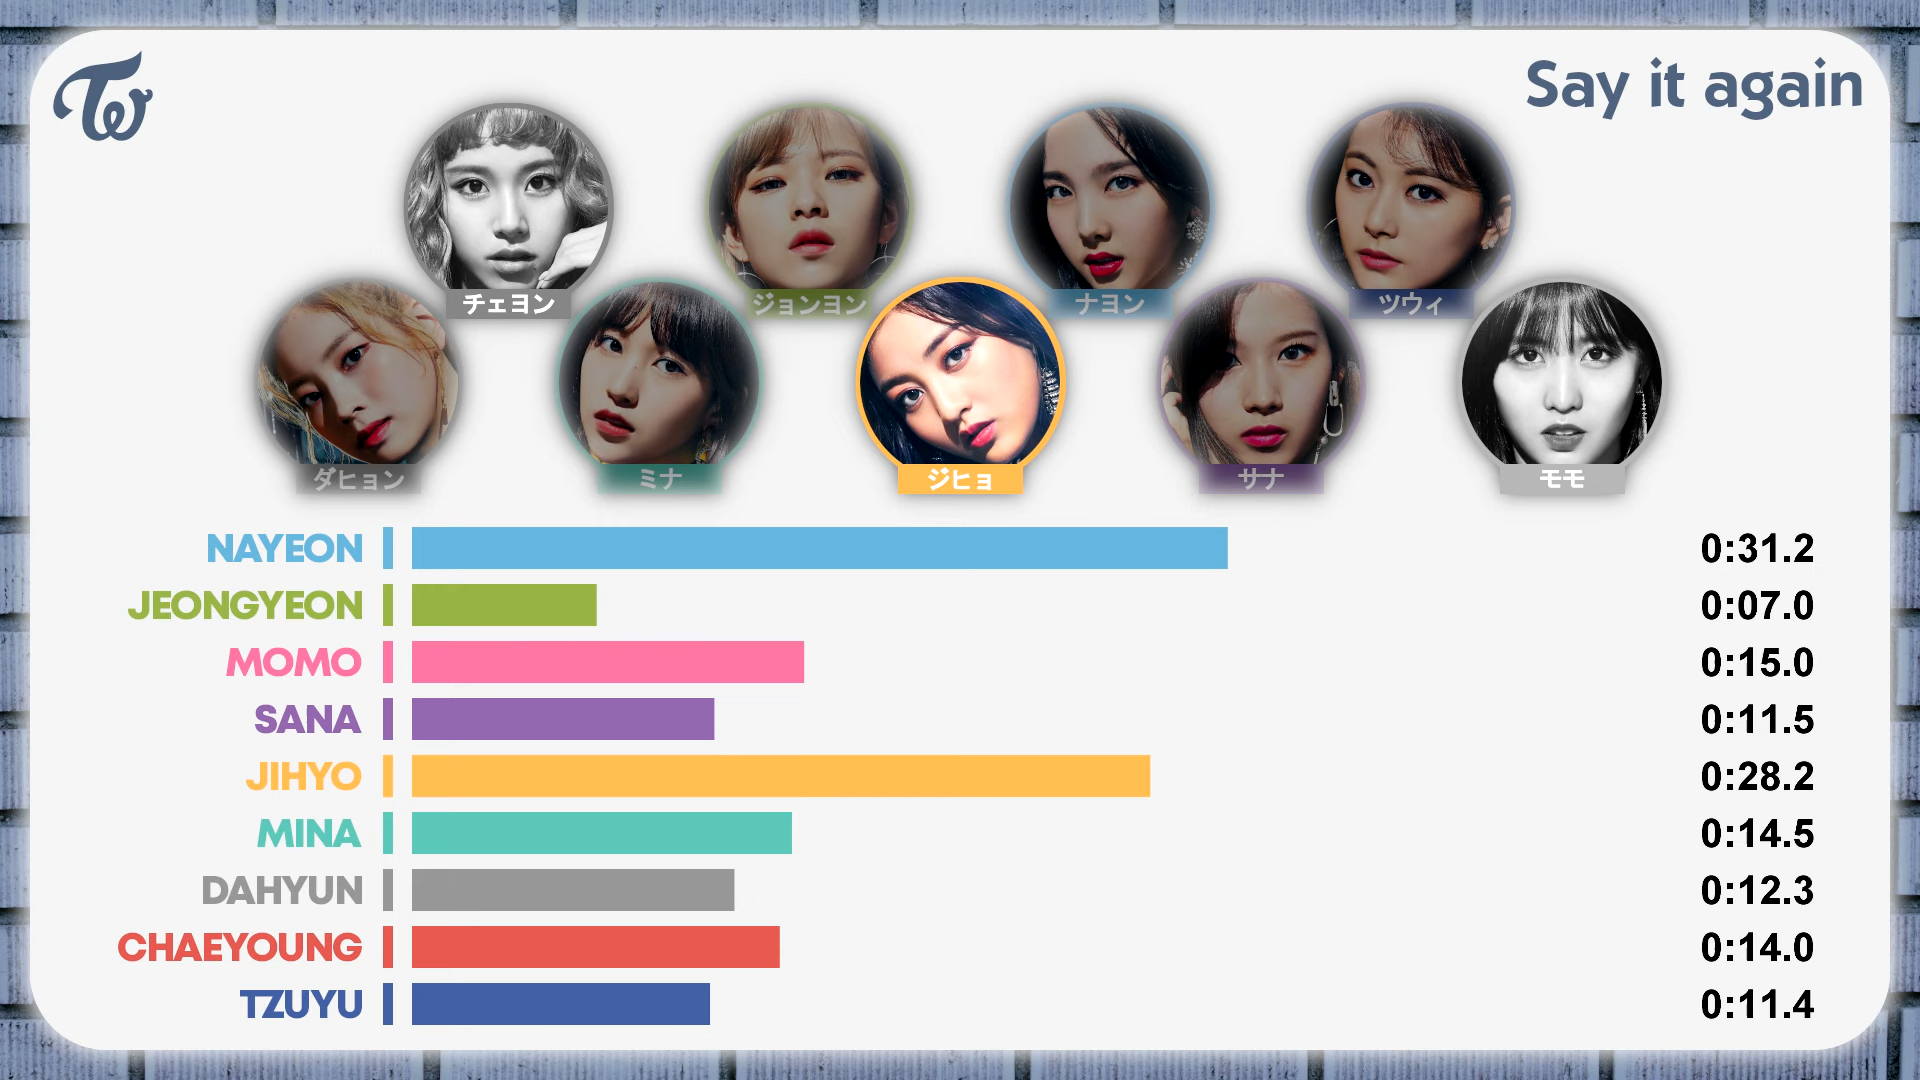 TW
Say it again
チェヨン
ジョンヨン
ナヨン
ツウィ
ダヒョン
ミナ
ジヒョ
サナ
モモ
NAYEON 0:31.2
JEONGYEON 0:07.0
MOMO 0:15.0
SANA 0:11.5
JIHYO 0:28.2
MINA 0:14.5
DAHYUN 0:12.3
CHAEYOUNG 0:14.0
TZUYU 0:11.4